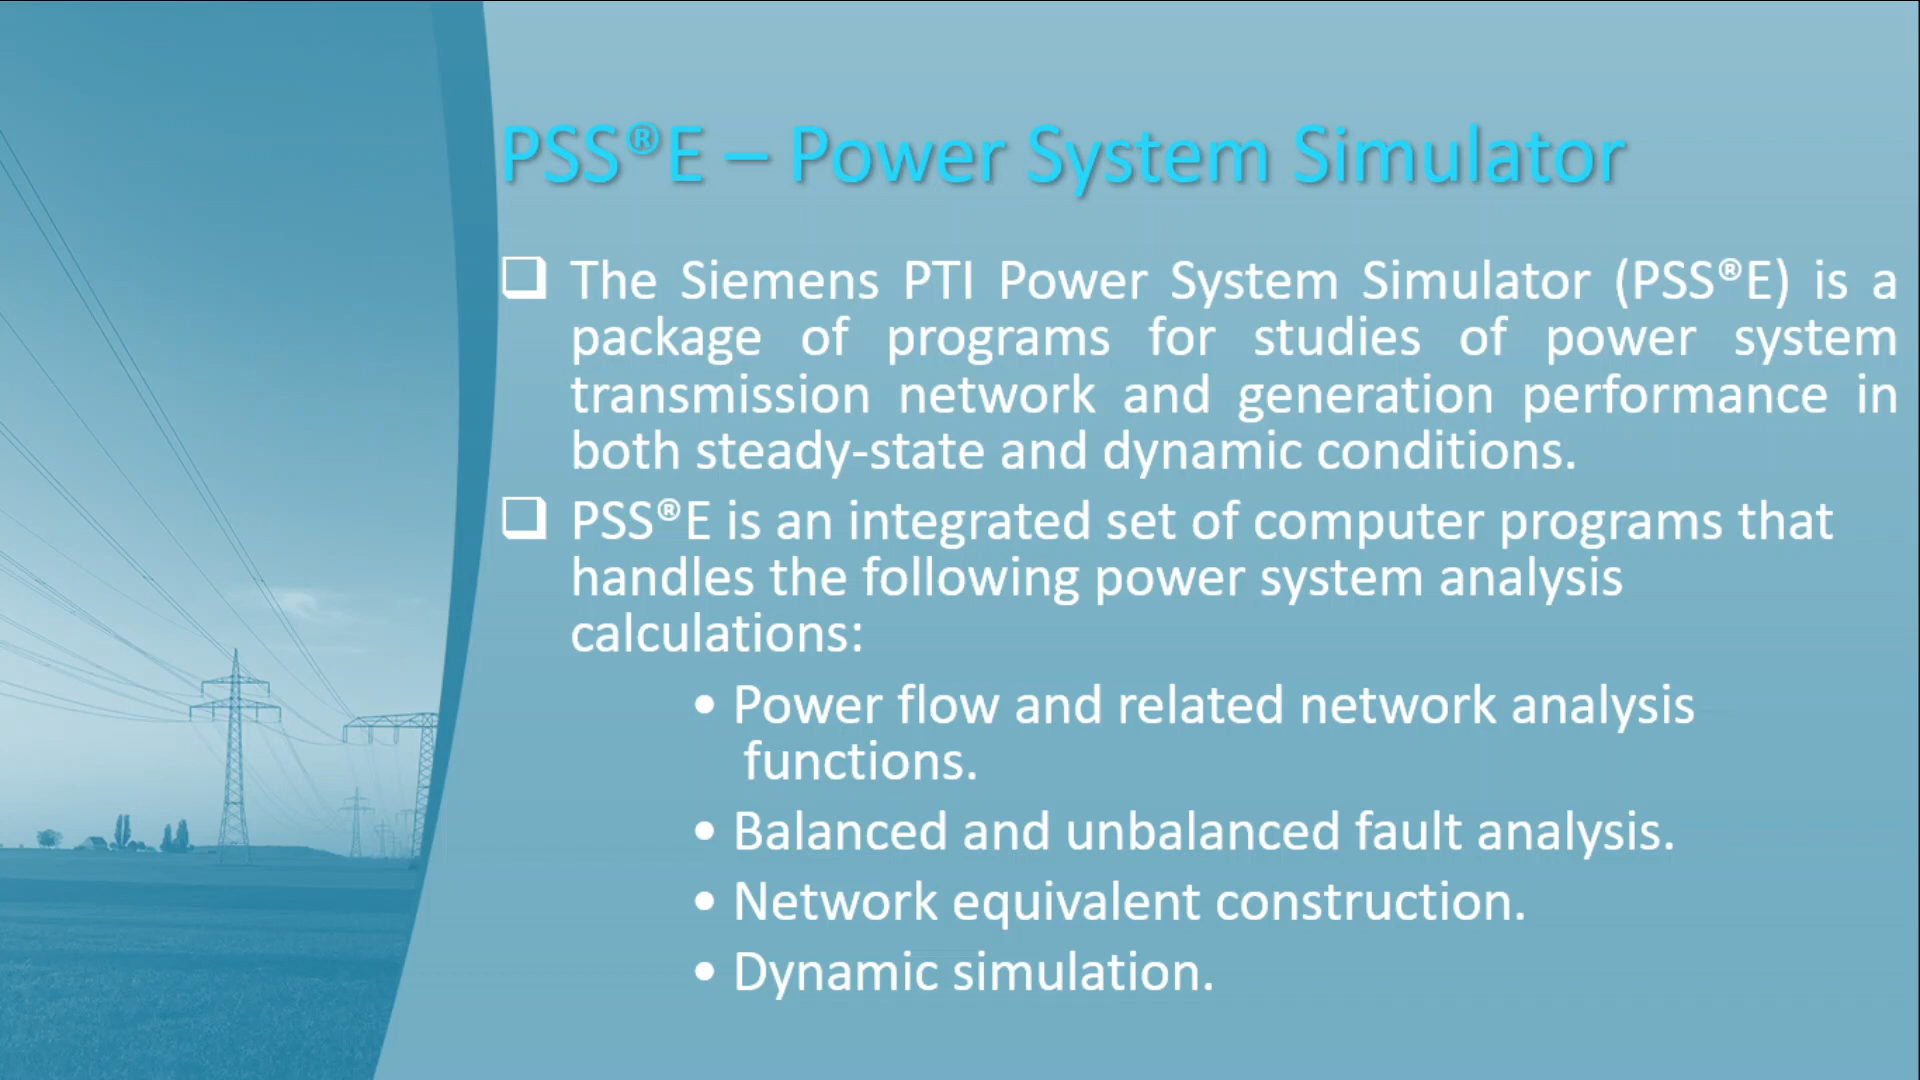 PSS®E – Power System Simulator
The Siemens PTI Power System Simulator (PSS®E) is a
package of programs for studies of power system
transmission network and generation performance in
both steady-state and dynamic conditions.
PSS®E is an integrated set of computer programs that
handles the following power system analysis
calculations:
• Power flow and related network analysis
functions.
• Balanced and unbalanced fault analysis.
• Network equivalent construction.
• Dynamic simulation.